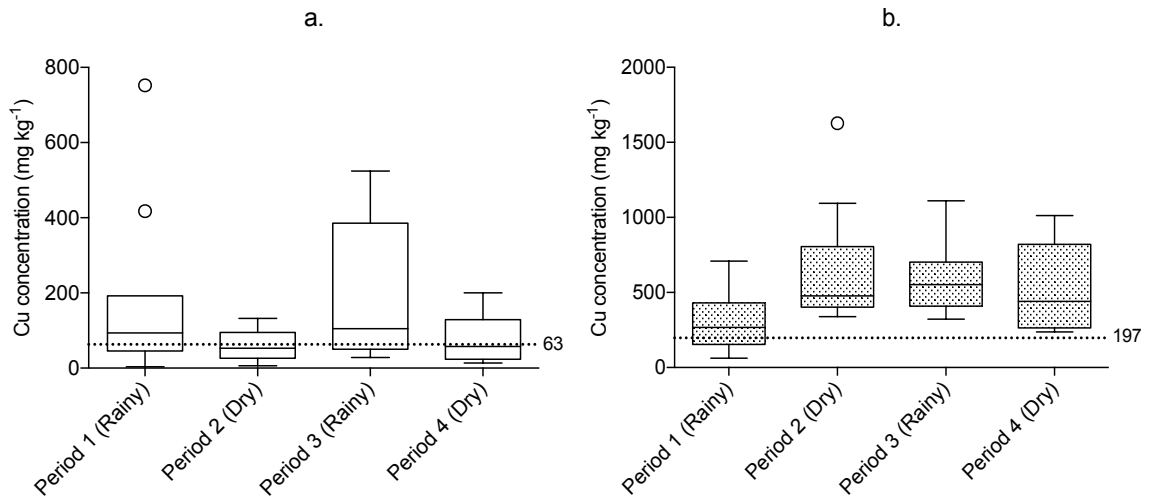 a.
Cu concentration (mg kg-1)
800
600
400
200
0
63
Period 1 (Rainy)
Period 2 (Dry)
Period 3 (Rainy)
Period 4 (Dry)
b.
Cu concentration (mg kg-1)
2000
1500
1000
500
0
197
Period 1 (Rainy)
Period 2 (Dry)
Period 3 (Rainy)
Period 4 (Dry)